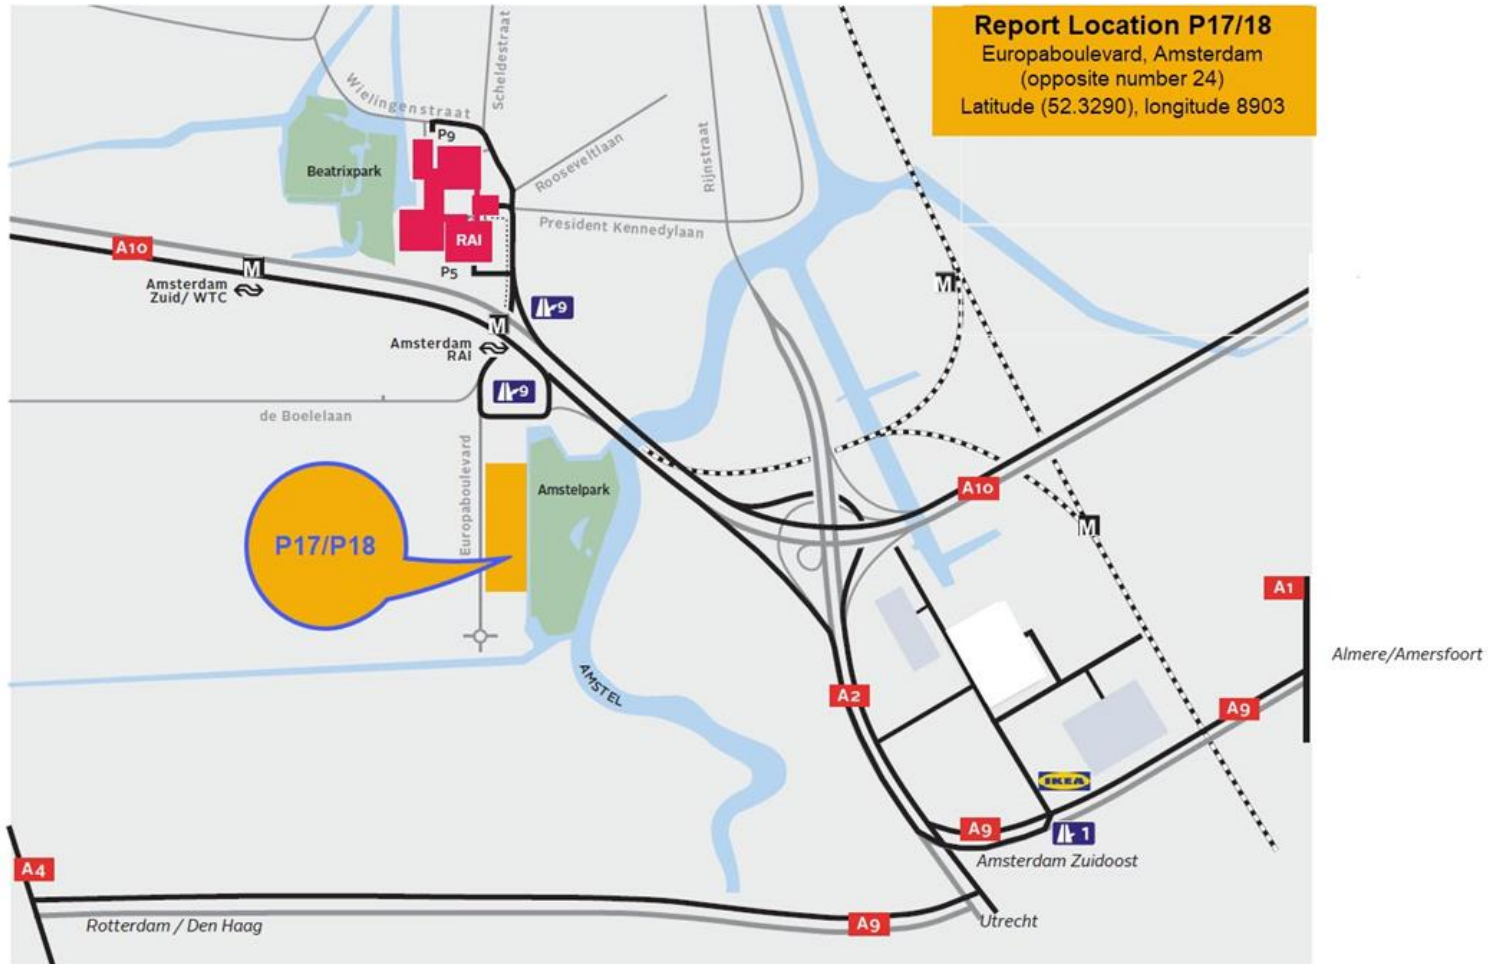 Report Location P17/18
Europaboulevard, Amsterdam
(opposite number 24)
Latitude (52.3290), longitude 8903
Wielingenstraat
Scheldestraat
P9
Rooseveltlaan
Rijnstraat
Beatrixpark
President Kennedylaan
RAI
A10
M
Amsterdam
Zuid/ WTC
P5
M
9
M
Amsterdam
RAI
9
de Boelelaan
Europaboulevard
Amstelpark
A10
M
P17/P18
A1
Almere/Amersfoort
AMSTEL
A2
A9
IKEA
A9
1
Amsterdam Zuidoost
A4
Rotterdam / Den Haag
A9
Utrecht